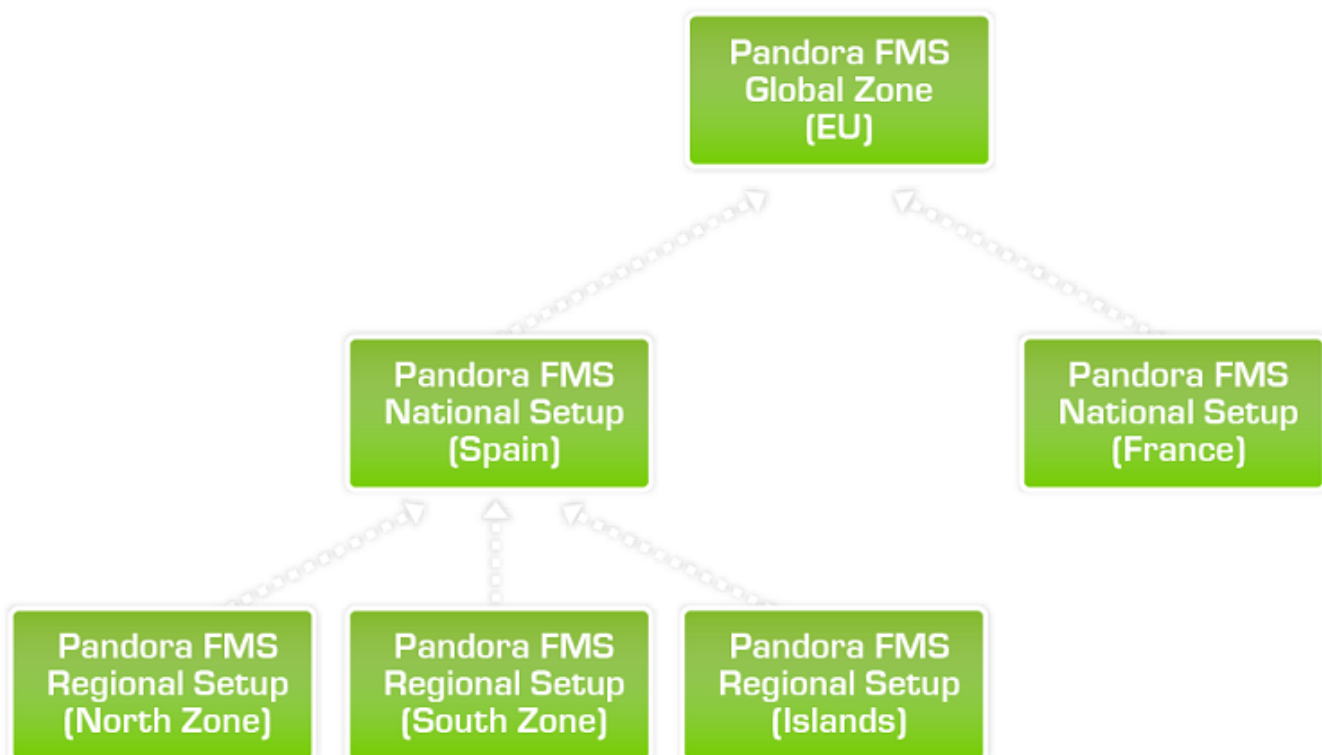 Pandora FMS
Global Zone
(EU)
Pandora FMS
National Setup
(Spain)
Pandora FMS
National Setup
(France)
Pandora FMS
Regional Setup
(North Zone)
Pandora FMS
Regional Setup
(South Zone)
Pandora FMS
Regional Setup
(Islands)